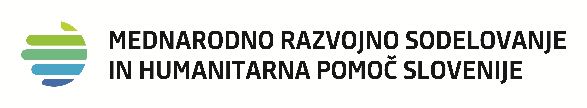 MEDNARODNO RAZVOJNO SODELOVANJE
IN HUMANITARNA POMOČ SLOVENIJE